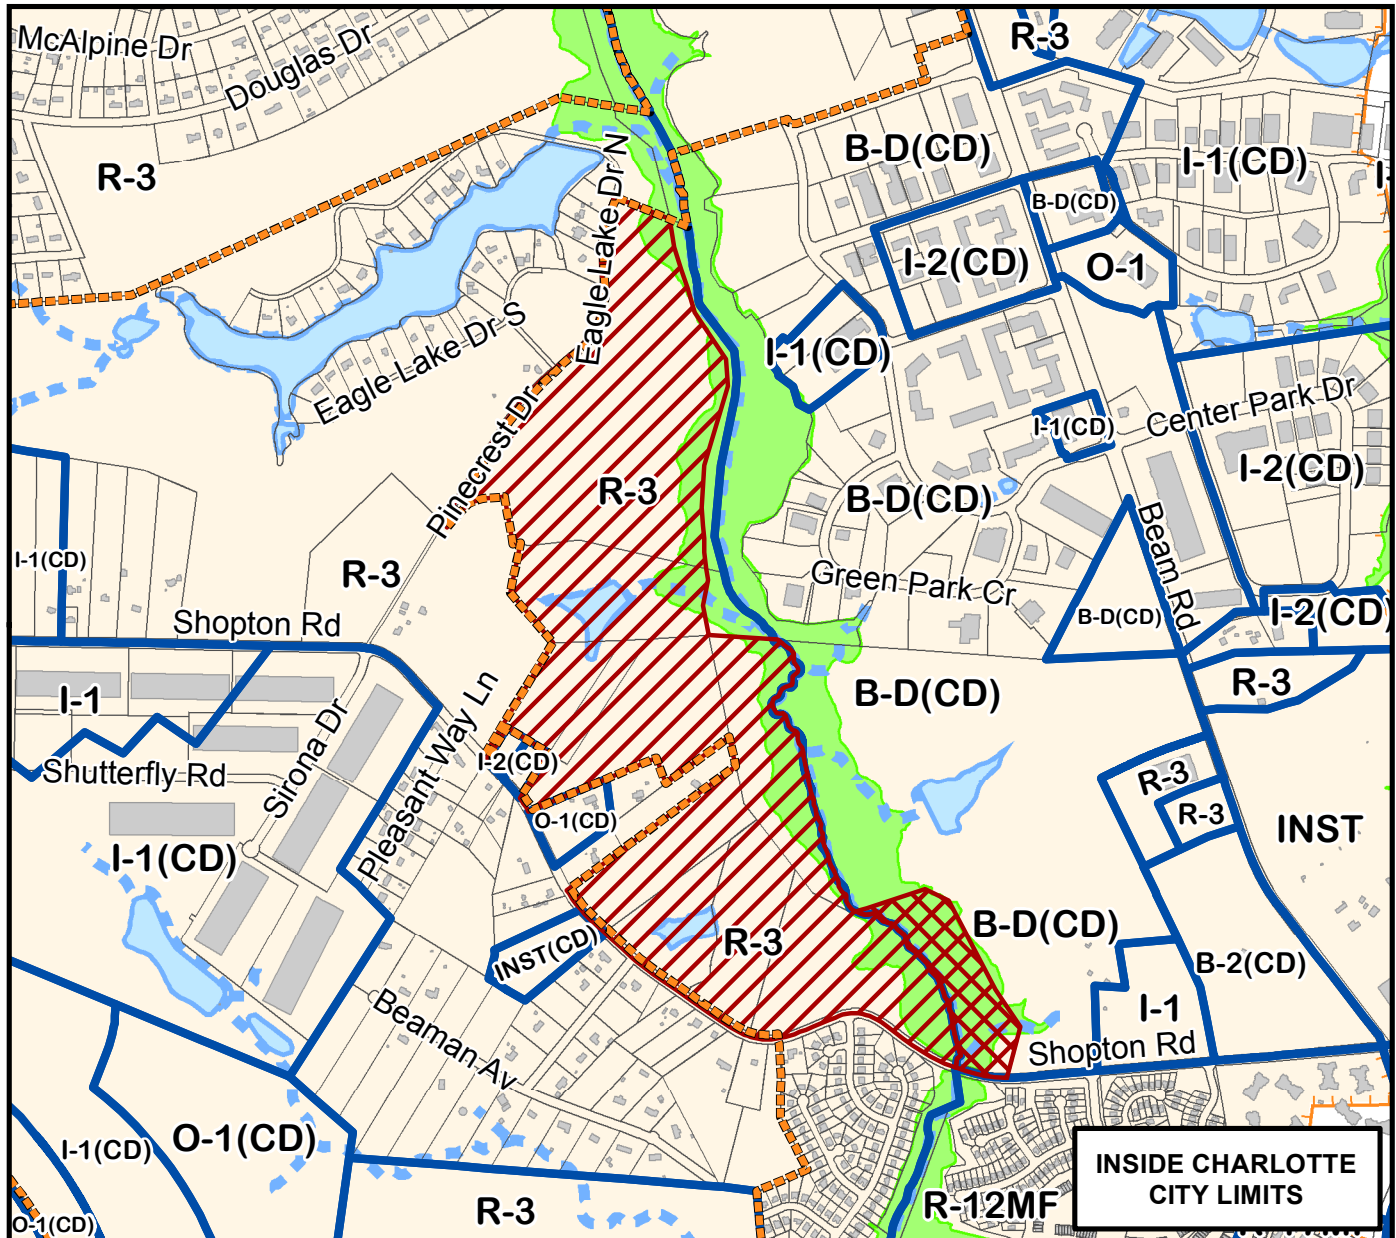 McAlpine Dr
Douglas Dr
R-3
R-3
B-D(CD)
I-1(CD)
R-3
Eagle Lake Dr N
B-D(CD)
I-2(CD)
O-1
Eagle Lake Dr S
I-1(CD)
Pinecrest Dr
I-1(CD)
Center Park Dr
I-2(CD)
R-3
B-D(CD)
Beam Rd
I-1(CD)
R-3
Green Park Cr
B-D(CD)
I-2(CD)
Shopton Rd
R-3
I-1
B-D(CD)
Pleasant Way Ln
Sirona Dr
Shutterfly Rd
I-2(CD)
R-3
R-3
O-1(CD)
INST
I-1(CD)
R-3
B-D(CD)
INST(CD)
B-2(CD)
I-1
Beaman Av
Shopton Rd
O-1(CD)
I-1(CD)
R-3
R-12MF
O-1(CD)
INSIDE CHARLOTTE
CITY LIMITS